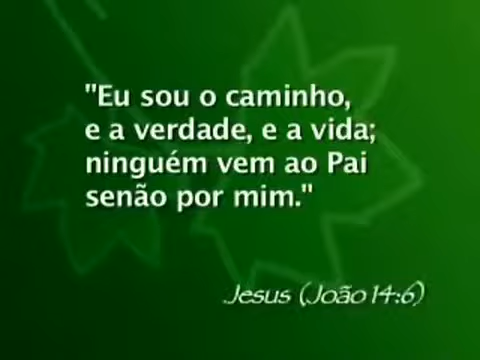 "Eu sou o caminho,
e a verdade, e a vida;
ninguém vem ao Pai
senão por mim."
Jesus (João 14:6)